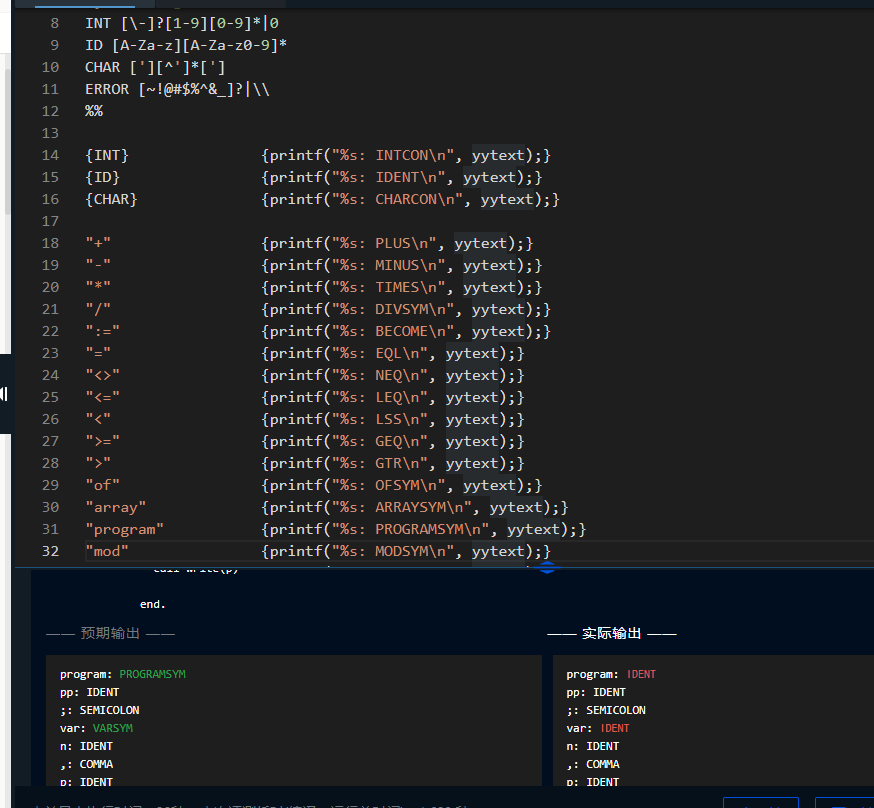 8 INT [\-]?[1-9][0-9]*|0
9 ID [A-Za-z][A-Za-z0-9]*
10 CHAR ['][^']*[']
11 ERROR [~!@#$%^&_]?|\\
12 %%
13
14 {INT} {printf("%s: INTCON\n", yytext);}
15 {ID} {printf("%s: IDENT\n", yytext);}
16 {CHAR} {printf("%s: CHARCON\n", yytext);}
17
18 "+" {printf("%s: PLUS\n", yytext);}
19 "-" {printf("%s: MINUS\n", yytext);}
20 "*" {printf("%s: TIMES\n", yytext);}
21 "/" {printf("%s: DIVSYM\n", yytext);}
22 ":=" {printf("%s: BECOME\n", yytext);}
23 "=" {printf("%s: EQL\n", yytext);}
24 "<>" {printf("%s: NEQ\n", yytext);}
25 "<=" {printf("%s: LEQ\n", yytext);}
26 "<" {printf("%s: LSS\n", yytext);}
27 ">=" {printf("%s: GEQ\n", yytext);}
28 ">" {printf("%s: GTR\n", yytext);}
29 "of" {printf("%s: OFSYM\n", yytext);}
30 "array" {printf("%s: ARRAYSYM\n", yytext);}
31 "program" {printf("%s: PROGRAMSYM\n", yytext);}
32 "mod" {printf("%s: MODSYM\n", yytext);}
call write(p)
end.
—— 预期输出 ——
program: PROGRAMSYM
pp: IDENT
;: SEMICOLON
var: VARSYM
n: IDENT
,: COMMA
p: IDENT
—— 实际输出 ——
program: IDENT
pp: IDENT
;: SEMICOLON
var: IDENT
n: IDENT
,: COMMA
p: IDENT